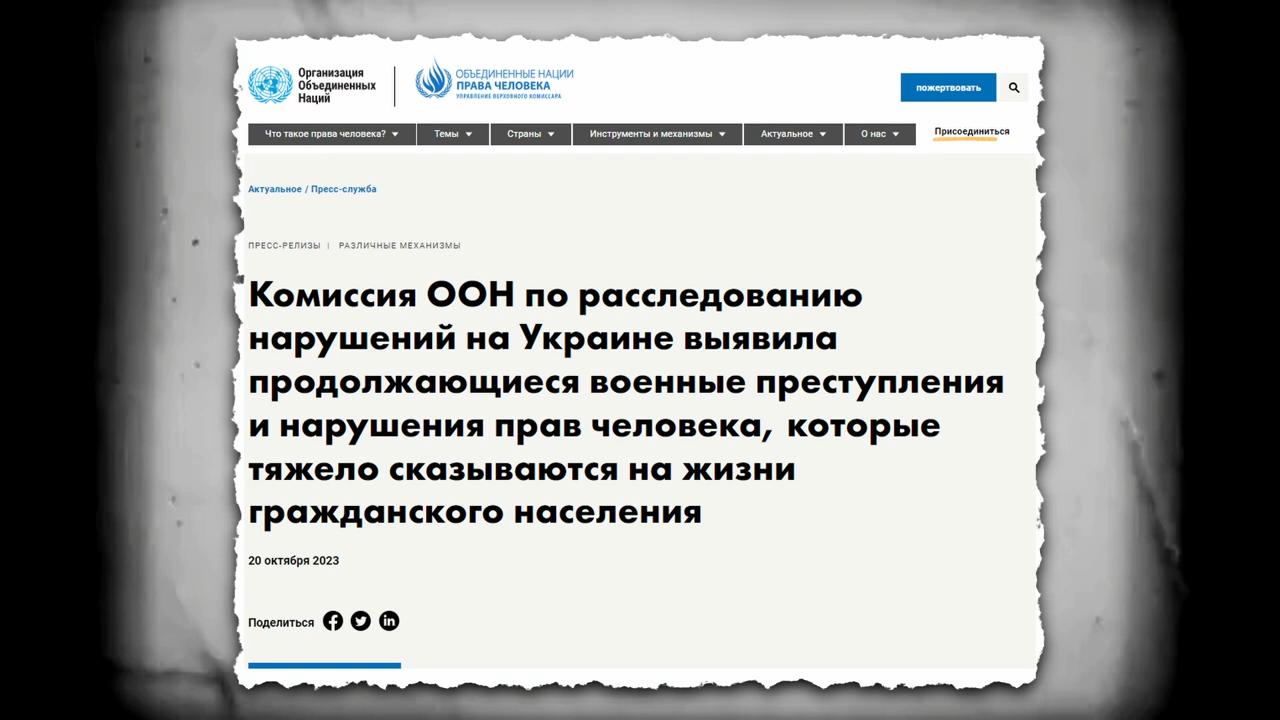 Организация
Объединенных
Наций
ОБЪЕДИНЕННЫЕ НАЦИИ
ПРАВА ЧЕЛОВЕКА
УПРАВЛЕНИЕ ВЕРХОВНОГО КОМИССАРА
пожертвовать
Что такое права человека? Темы Страны Инструменты и механизмы Актуальное О нас Присоединиться
Актуальное / Пресс-служба
ПРЕСС-РЕЛИЗЫ | РАЗЛИЧНЫЕ МЕХАНИЗМЫ
Комиссия ООН по расследованию
нарушений на Украине выявила
продолжающиеся военные преступления
и нарушения прав человека, которые
тяжело сказываются на жизни
гражданского населения
20 октября 2023
Поделиться